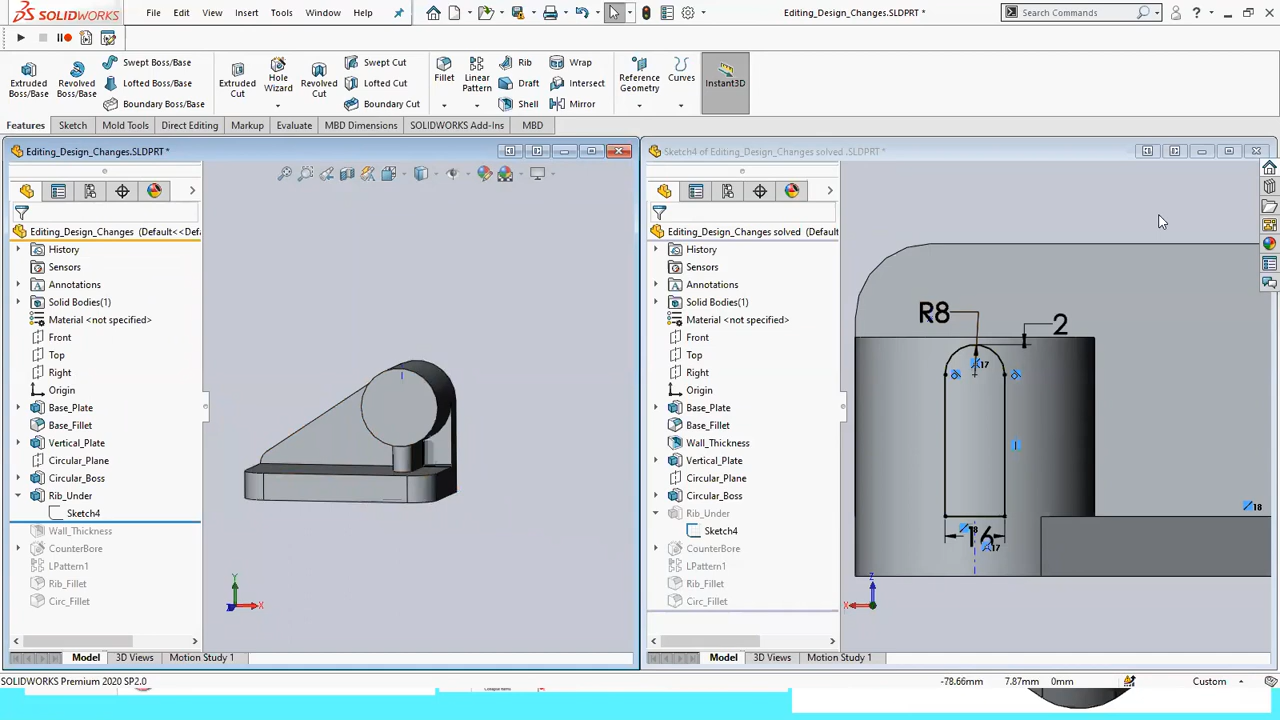 SOLIDWORKS File Edit View Insert Tools Window Help Editing_Design_Changes.SLDPRT * Search Commands
Extruded Boss/Base Revolved Boss/Base Swept Boss/Base Lofted Boss/Base Boundary Boss/Base Extruded Cut Hole Wizard Revolved Cut Swept Cut Lofted Cut Boundary Cut Fillet Linear Pattern Rib Draft Shell Wrap Intersect Mirror Reference Geometry Curves Instant3D
Features Sketch Mold Tools Direct Editing Markup Evaluate MBD Dimensions SOLIDWORKS Add-Ins MBD
Editing_Design_Changes.SLDPRT *
Editing_Design_Changes (Default<<Defa
History
Sensors
Annotations
Solid Bodies(1)
Material <not specified>
Front
Top
Right
Origin
Base_Plate
Base_Fillet
Vertical_Plate
Circular_Plane
Circular_Boss
Rib_Under
Sketch4
Wall_Thickness
CounterBore
LPattern1
Rib_Fillet
Circ_Fillet
Y
X
Model 3D Views Motion Study 1
Sketch4 of Editing_Design_Changes solved .SLDPRT *
Editing_Design_Changes solved (Default
History
Sensors
Annotations
Solid Bodies(1)
Material <not specified>
Front
Top
Right
Origin
Base_Plate
Base_Fillet
Wall_Thickness
Vertical_Plate
Circular_Plane
Circular_Boss
Rib_Under
Sketch4
CounterBore
LPattern1
Rib_Fillet
Circ_Fillet
R8
2
17
18
16
17
Z
X
Model 3D Views Motion Study 1
SOLIDWORKS Premium 2020 SP2.0 -78.66mm 7.87mm 0mm Custom